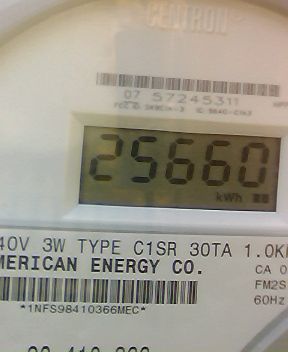 CENTRON
07 57245311
25660
kWh
40V 3W TYPE C1SR 30TA 1.0K
MERICAN ENERGY CO.
CA 0
FM2S
60Hz
*1NFS98410366MEC*